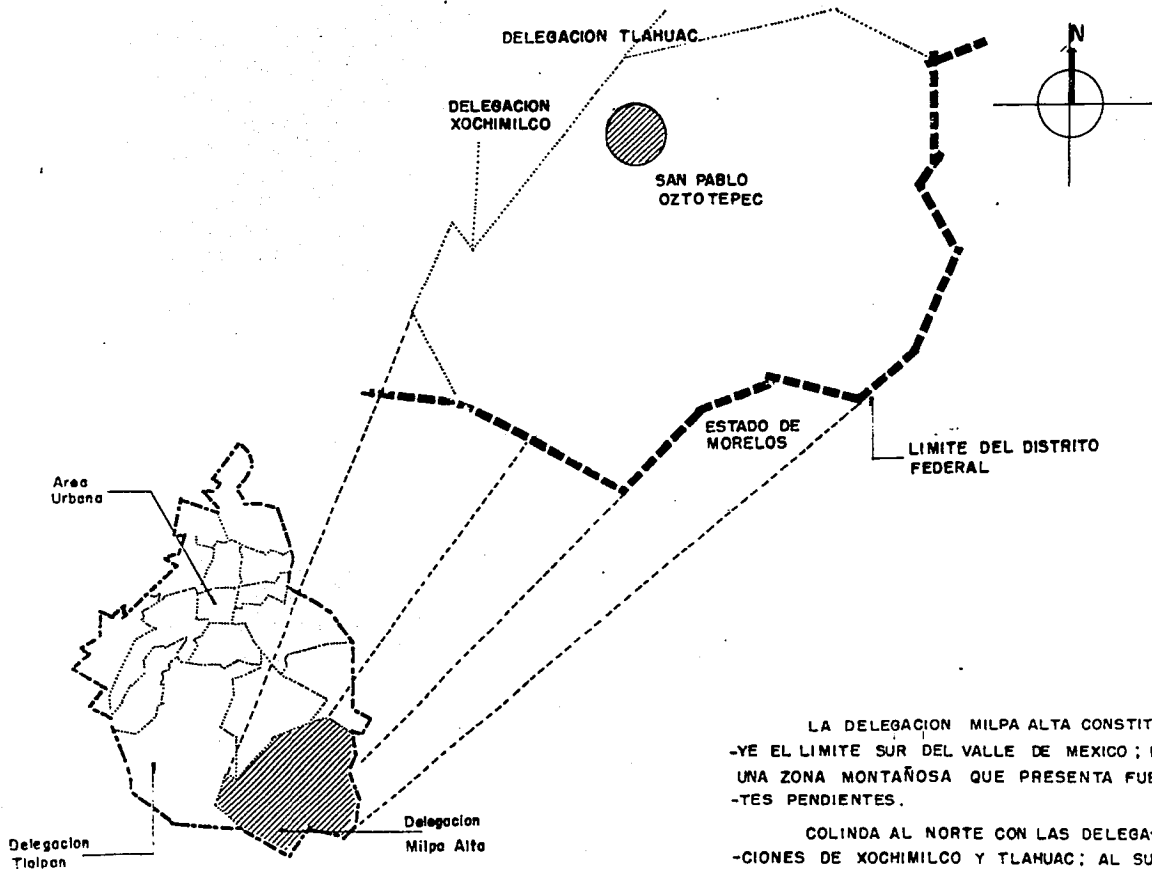 DELEGACION TLAHUAC
N
DELEGACION
XOCHIMILCO
SAN PABLO
OZTOTEPEC
ESTADO DE
MORELOS
LIMITE DEL DISTRITO
FEDERAL
Area
Urbana
Delegacion
Milpa Alta
Delegacion
Tlalpan
LA DELEGACION MILPA ALTA CONSTIT
-YE EL LIMITE SUR DEL VALLE DE MEXICO;
UNA ZONA MONTAÑOSA QUE PRESENTA FUE
-TES PENDIENTES.
COLINDA AL NORTE CON LAS DELEGA-
-CIONES DE XOCHIMILCO Y TLAHUAC; AL SU